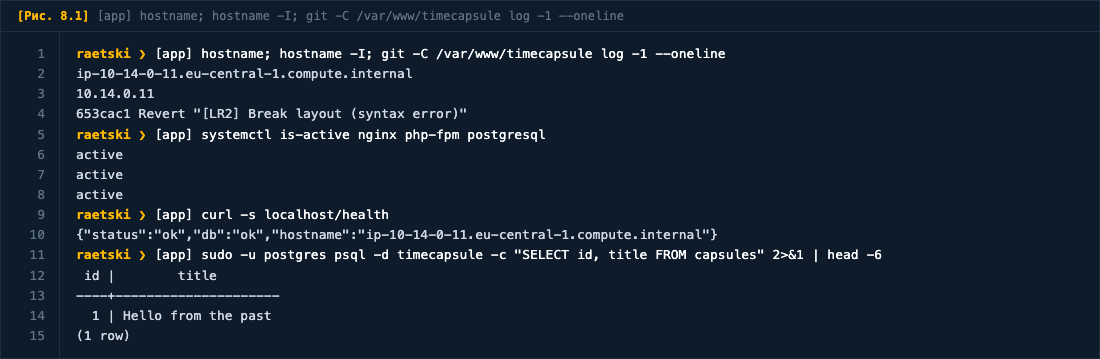 [Рис. 8.1] [app] hostname; hostname -I; git -C /var/www/timecapsule log -1 --oneline
1 raetski ❯ [app] hostname; hostname -I; git -C /var/www/timecapsule log -1 --oneline
2 ip-10-14-0-11.eu-central-1.compute.internal
3 10.14.0.11
4 653cac1 Revert "[LR2] Break layout (syntax error)"
5 raetski ❯ [app] systemctl is-active nginx php-fpm postgresql
6 active
7 active
8 active
9 raetski ❯ [app] curl -s localhost/health
10 {"status":"ok","db":"ok","hostname":"ip-10-14-0-11.eu-central-1.compute.internal"}
11 raetski ❯ [app] sudo -u postgres psql -d timecapsule -c "SELECT id, title FROM capsules" 2>&1 | head -6
12  id |        title
13 ----+---------------------
14   1 | Hello from the past
15 (1 row)